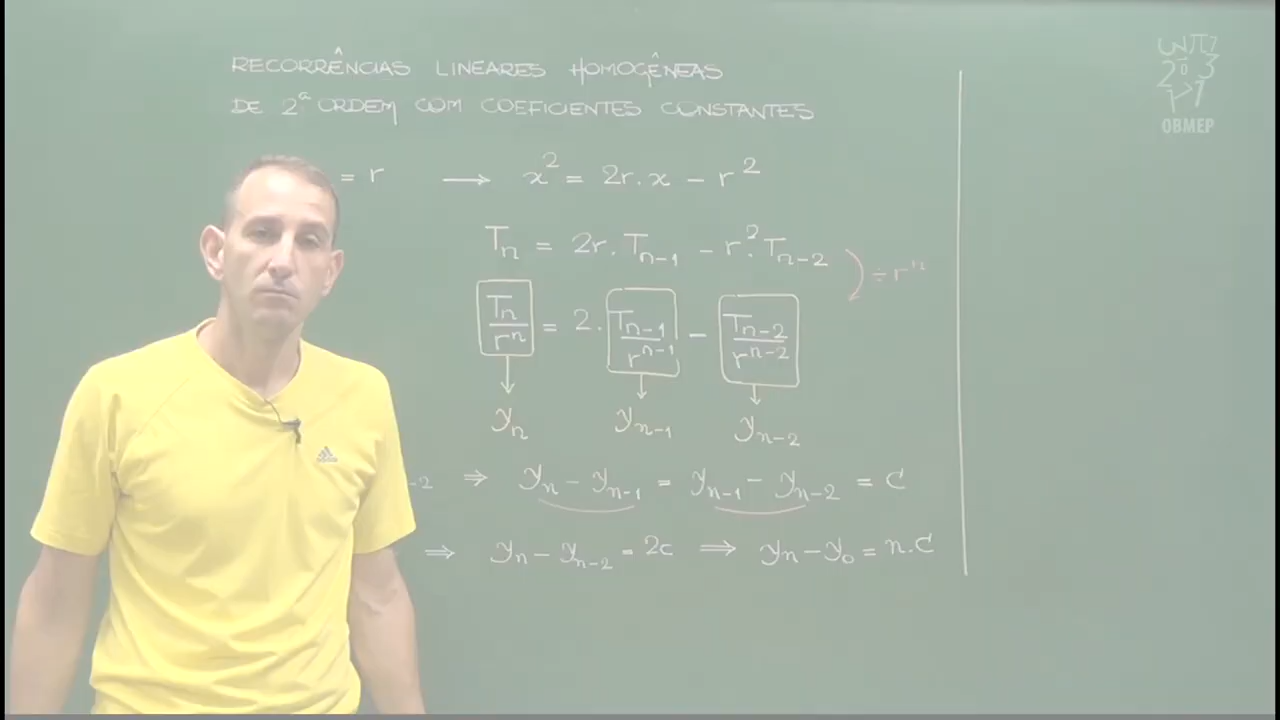 RECORRÊNCIAS LINEARES HOMOGÊNEAS
DE 2ª ORDEM COM COEFICIENTES CONSTANTES
= r ⟶ x² = 2r.x − r²
Tₙ = 2r.Tₙ₋₁ − r².Tₙ₋₂ ) ÷ rⁿ
Tₙ/rⁿ = 2. Tₙ₋₁/rⁿ⁻¹ − Tₙ₋₂/rⁿ⁻²
yₙ yₙ₋₁ yₙ₋₂
₋₂ ⇒ yₙ − yₙ₋₁ = yₙ₋₁ − yₙ₋₂ = C
⇒ yₙ − yₙ₋₂ = 2c ⇒ yₙ − y₀ = n.C
OBMEP
adidas